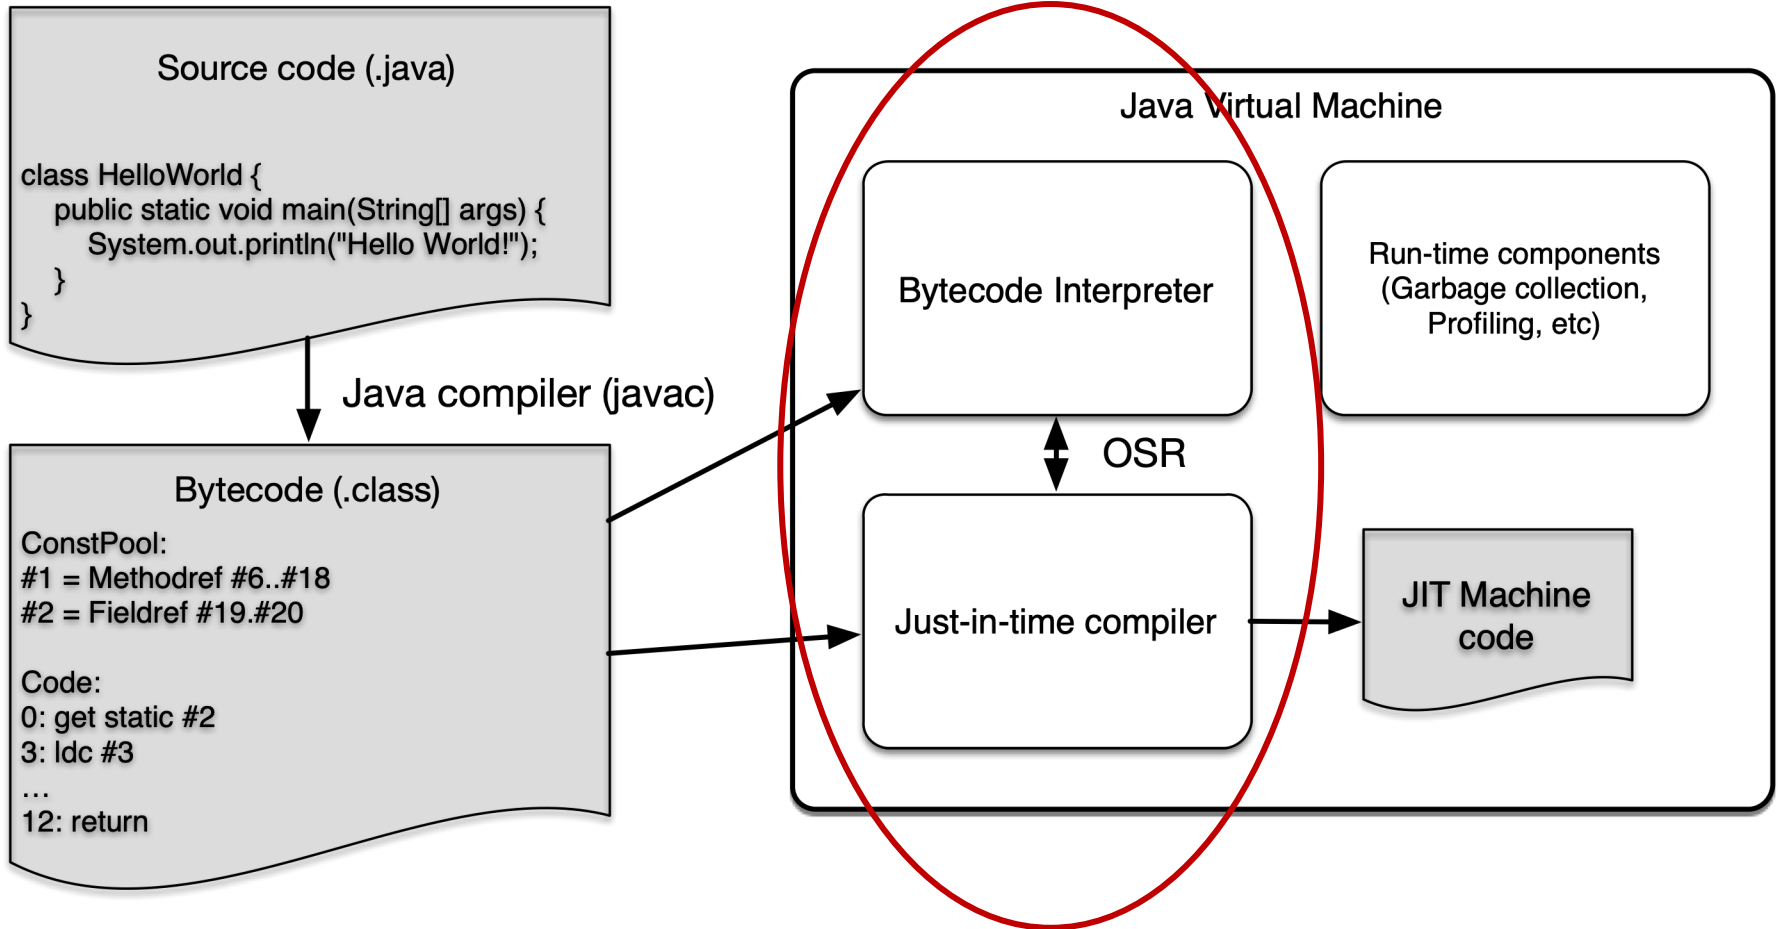 Source code (.java)
class HelloWorld {
public static void main(String[] args) {
System.out.println("Hello World!");
}
}
Java compiler (javac)
Bytecode (.class)
ConstPool:
#1 = Methodref #6..#18
#2 = Fieldref #19.#20
Code:
0: get static #2
3: ldc #3
...
12: return
Java Virtual Machine
Bytecode Interpreter
Run-time components
(Garbage collection,
Profiling, etc)
OSR
Just-in-time compiler
JIT Machine
code